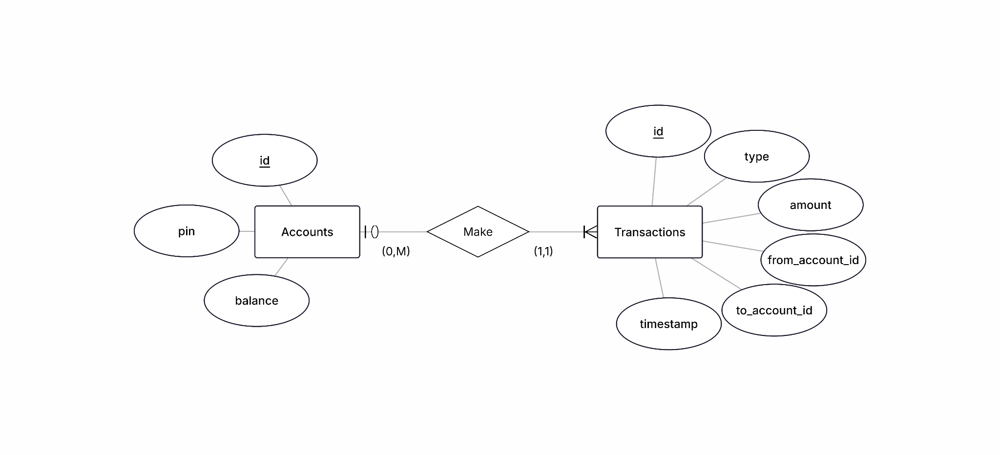 id
pin
Accounts
balance
Make
(0,M)
(1,1)
id
type
amount
Transactions
from_account_id
to_account_id
timestamp